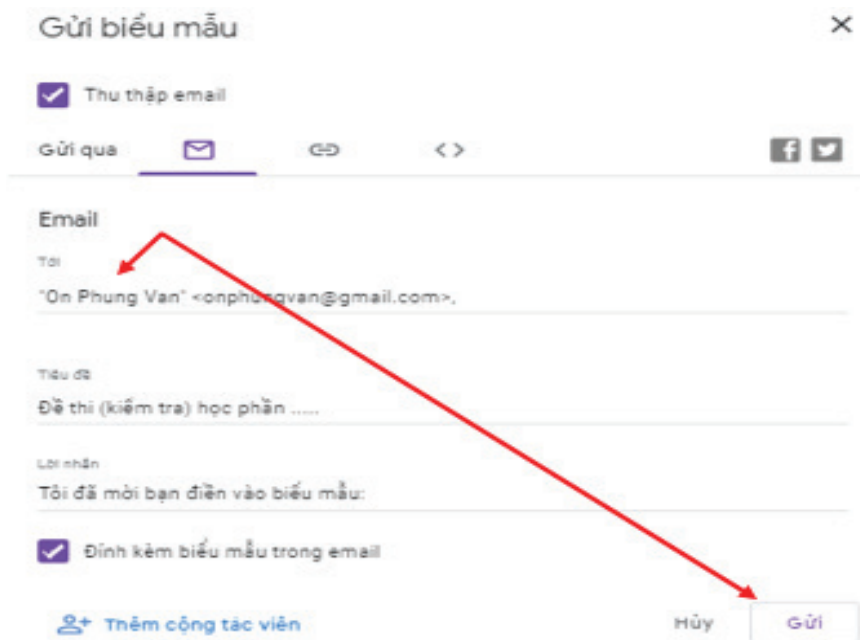 Gửi biểu mẫu
Thu thập email
Gửi qua
Email
Tới
"On Phung Van" <onphungvan@gmail.com>,
Tiêu đề
Đề thi (kiểm tra) học phần .....
Lời nhắn
Tôi đã mời bạn điền vào biểu mẫu:
Đính kèm biểu mẫu trong email
Thêm cộng tác viên
Hủy Gửi